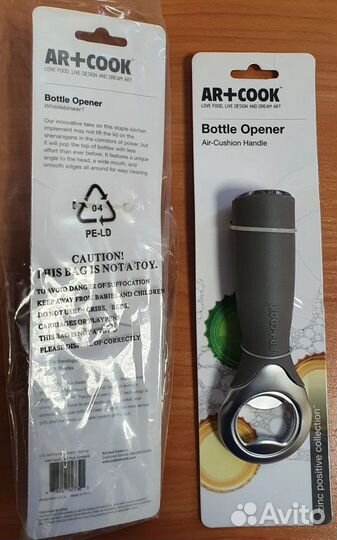 AR+COOK™
LOVE FOOD, LIVE DESIGN AND DREAM ART
Bottle Opener
Whistleblower?
Our innovative take on this staple kitchen
implement may not lift the lid on the
shenanigans in the corridors of power, but
it will pop the top of bottles with less
effort than ever before. It features a unique
angle to the head, a wide mouth, and
smooth edges all around for easy cleaning.
04
PE-LD
CAUTION!
THIS BAG IS NOT A TOY.
TO AVOID DANGER OF SUFFOCATION
KEEP AWAY FROM BABIES AND CHILDREN
DO NOT USE IN CRIBS, BEDS,
CARRIAGES OR PLAYPENS
THIS BAG IS NOT A TOY
PLEASE DISPOSE OF CORRECTLY
AR+COOK™
LOVE FOOD, LIVE DESIGN AND DREAM ART
Bottle Opener
Air-Cushion Handle
AR+COOK
zinc positive collection™
Avito